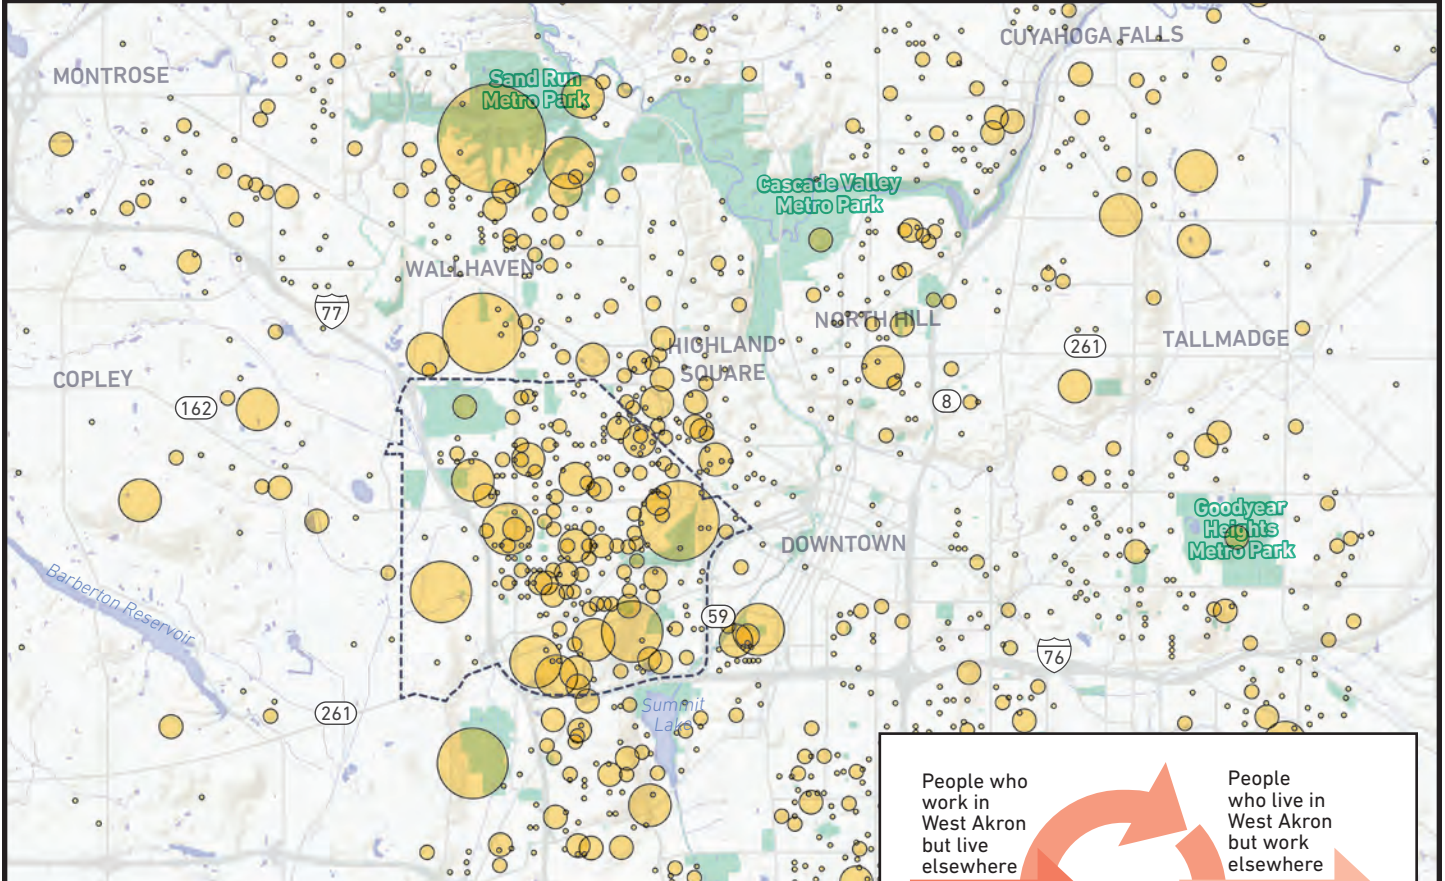 CUYAHOGA FALLS
MONTROSE
Sand Run
Metro Park
Cascade Valley
Metro Park
WALLHAVEN
77
NORTH HILL
HIGHLAND
SQUARE
261
TALLMADGE
COPLEY
162
8
Goodyear
Heights
Metro Park
DOWNTOWN
Barberton Reservoir
59
76
261
Summit
Lake
People who
work in
West Akron
but live
elsewhere
People
who live in
West Akron
but work
elsewhere